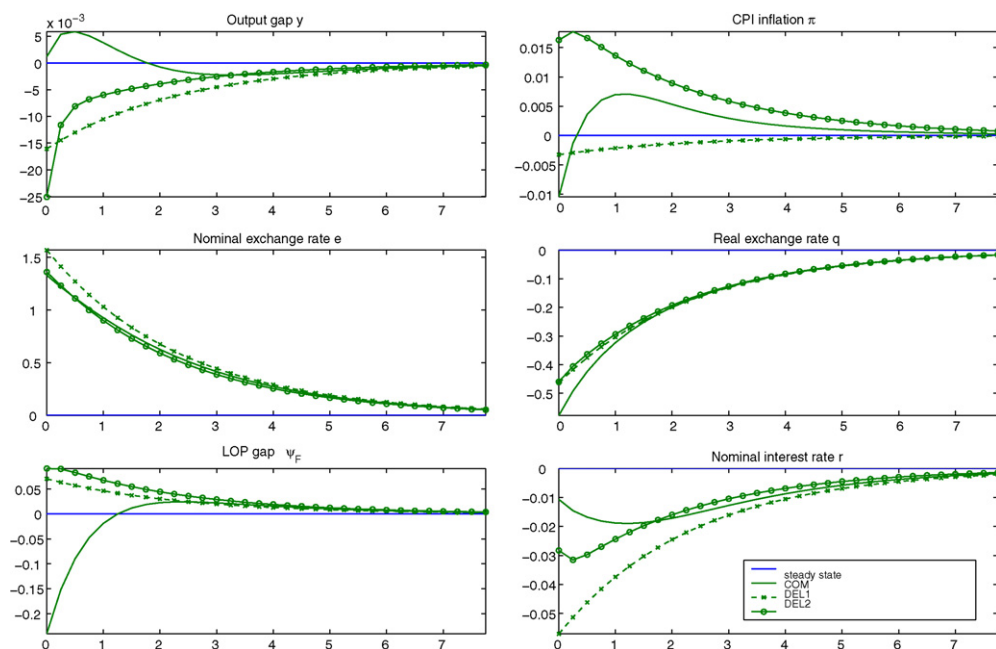 x 10⁻³
Output gap y
5
0
−5
−10
−15
−20
−25
0 1 2 3 4 5 6 7
CPI inflation π
0.015
0.01
0.005
0
−0.005
−0.01
0 1 2 3 4 5 6 7
Nominal exchange rate e
1.5
1
0.5
0
0 1 2 3 4 5 6 7
Real exchange rate q
0
−0.1
−0.2
−0.3
−0.4
−0.5
0 1 2 3 4 5 6 7
LOP gap ψF
0.05
0
−0.05
−0.1
−0.15
−0.2
0 1 2 3 4 5 6 7
Nominal interest rate r
0
−0.01
−0.02
−0.03
−0.04
−0.05
0 1 2 3 4 5 6 7
steady state
COM
DEL1
DEL2